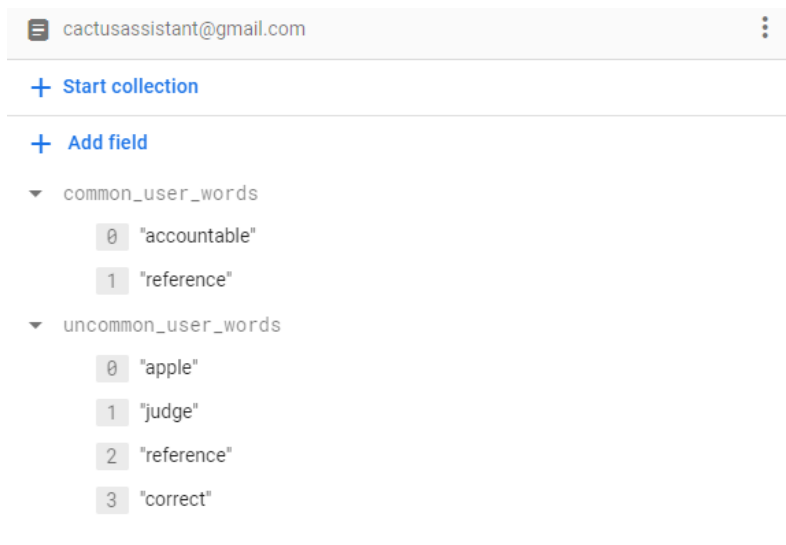 cactusassistant@gmail.com
+ Start collection
+ Add field
common_user_words
0 "accountable"
1 "reference"
uncommon_user_words
0 "apple"
1 "judge"
2 "reference"
3 "correct"